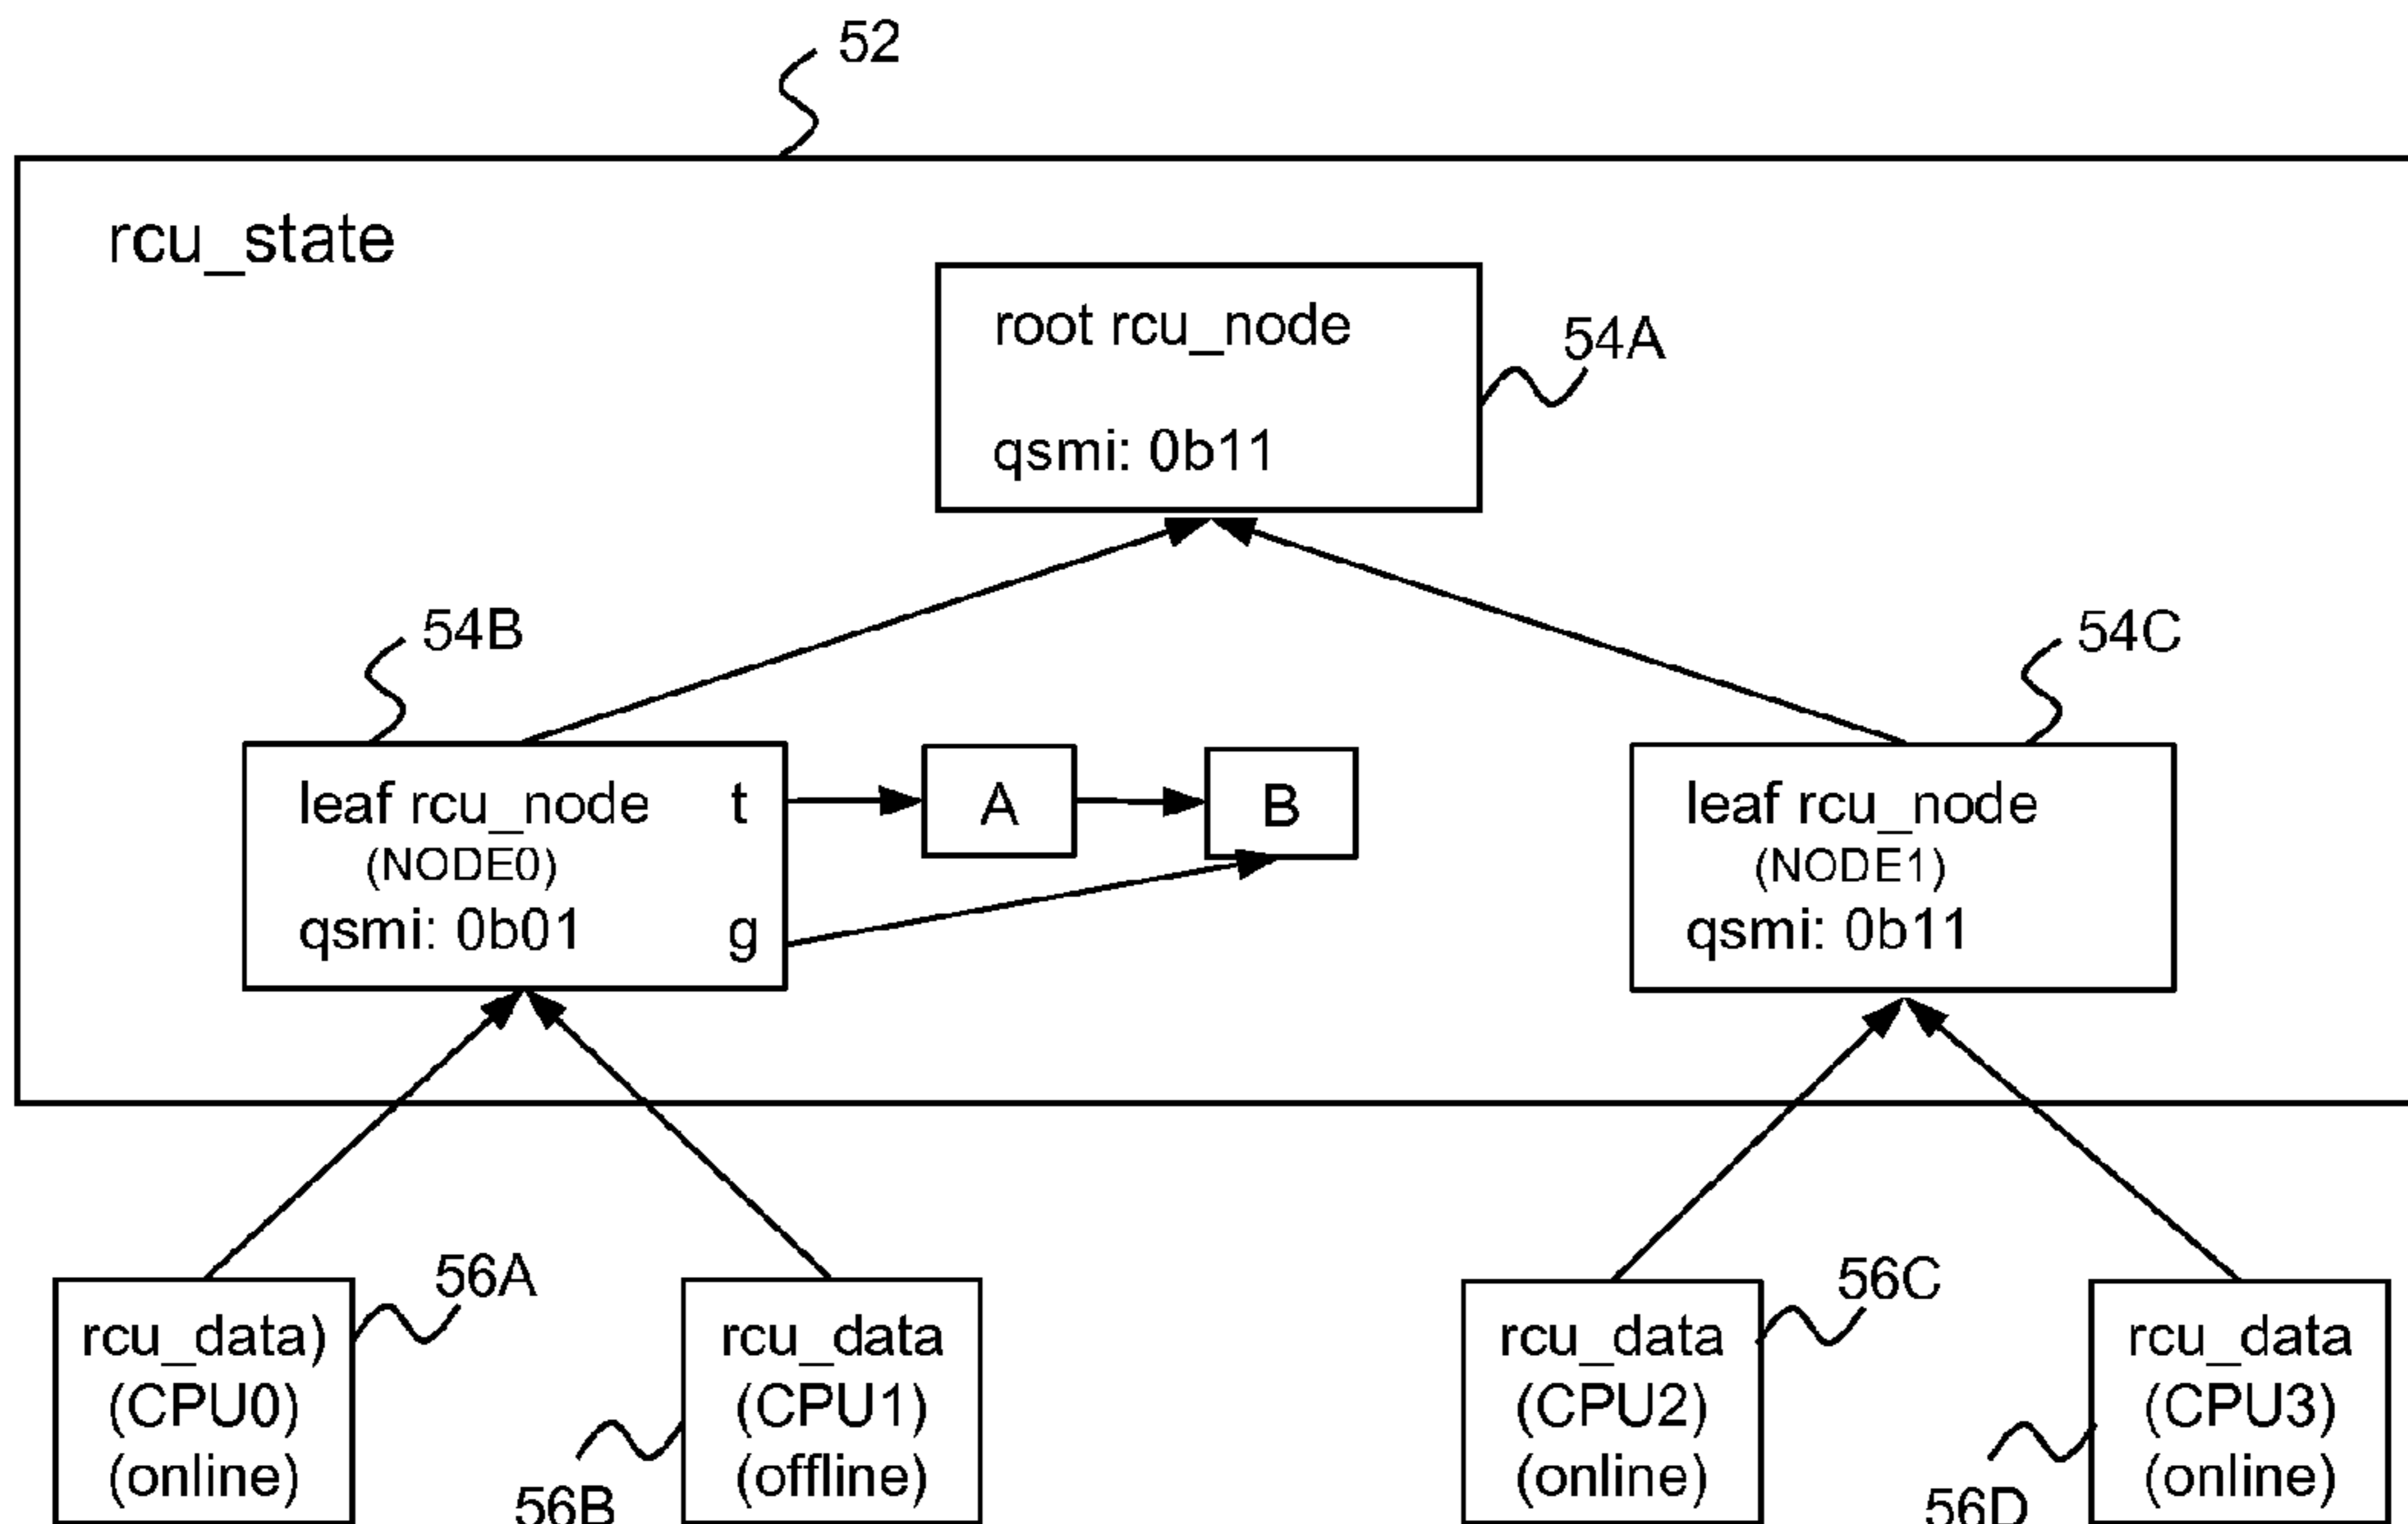 52
rcu_state
root rcu_node
54A
qsmi: 0b11
54B
54C
leaf rcu_node t
A
B
(NODE0)
qsmi: 0b01 g
leaf rcu_node
(NODE1)
qsmi: 0b11
56A
rcu_data)
(CPU0)
(online)
56B
rcu_data
(CPU1)
(offline)
56C
rcu_data
(CPU2)
(online)
56D
rcu_data
(CPU3)
(online)